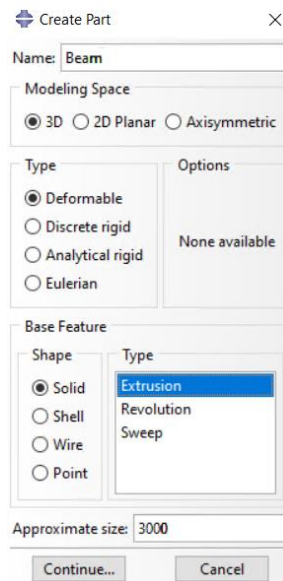 Create Part
Name: Beam
Modeling Space
3D 2D Planar Axisymmetric
Type
Deformable
Discrete rigid
Analytical rigid
Eulerian
Options
None available
Base Feature
Shape
Solid
Shell
Wire
Point
Type
Extrusion
Revolution
Sweep
Approximate size: 3000
Continue... Cancel